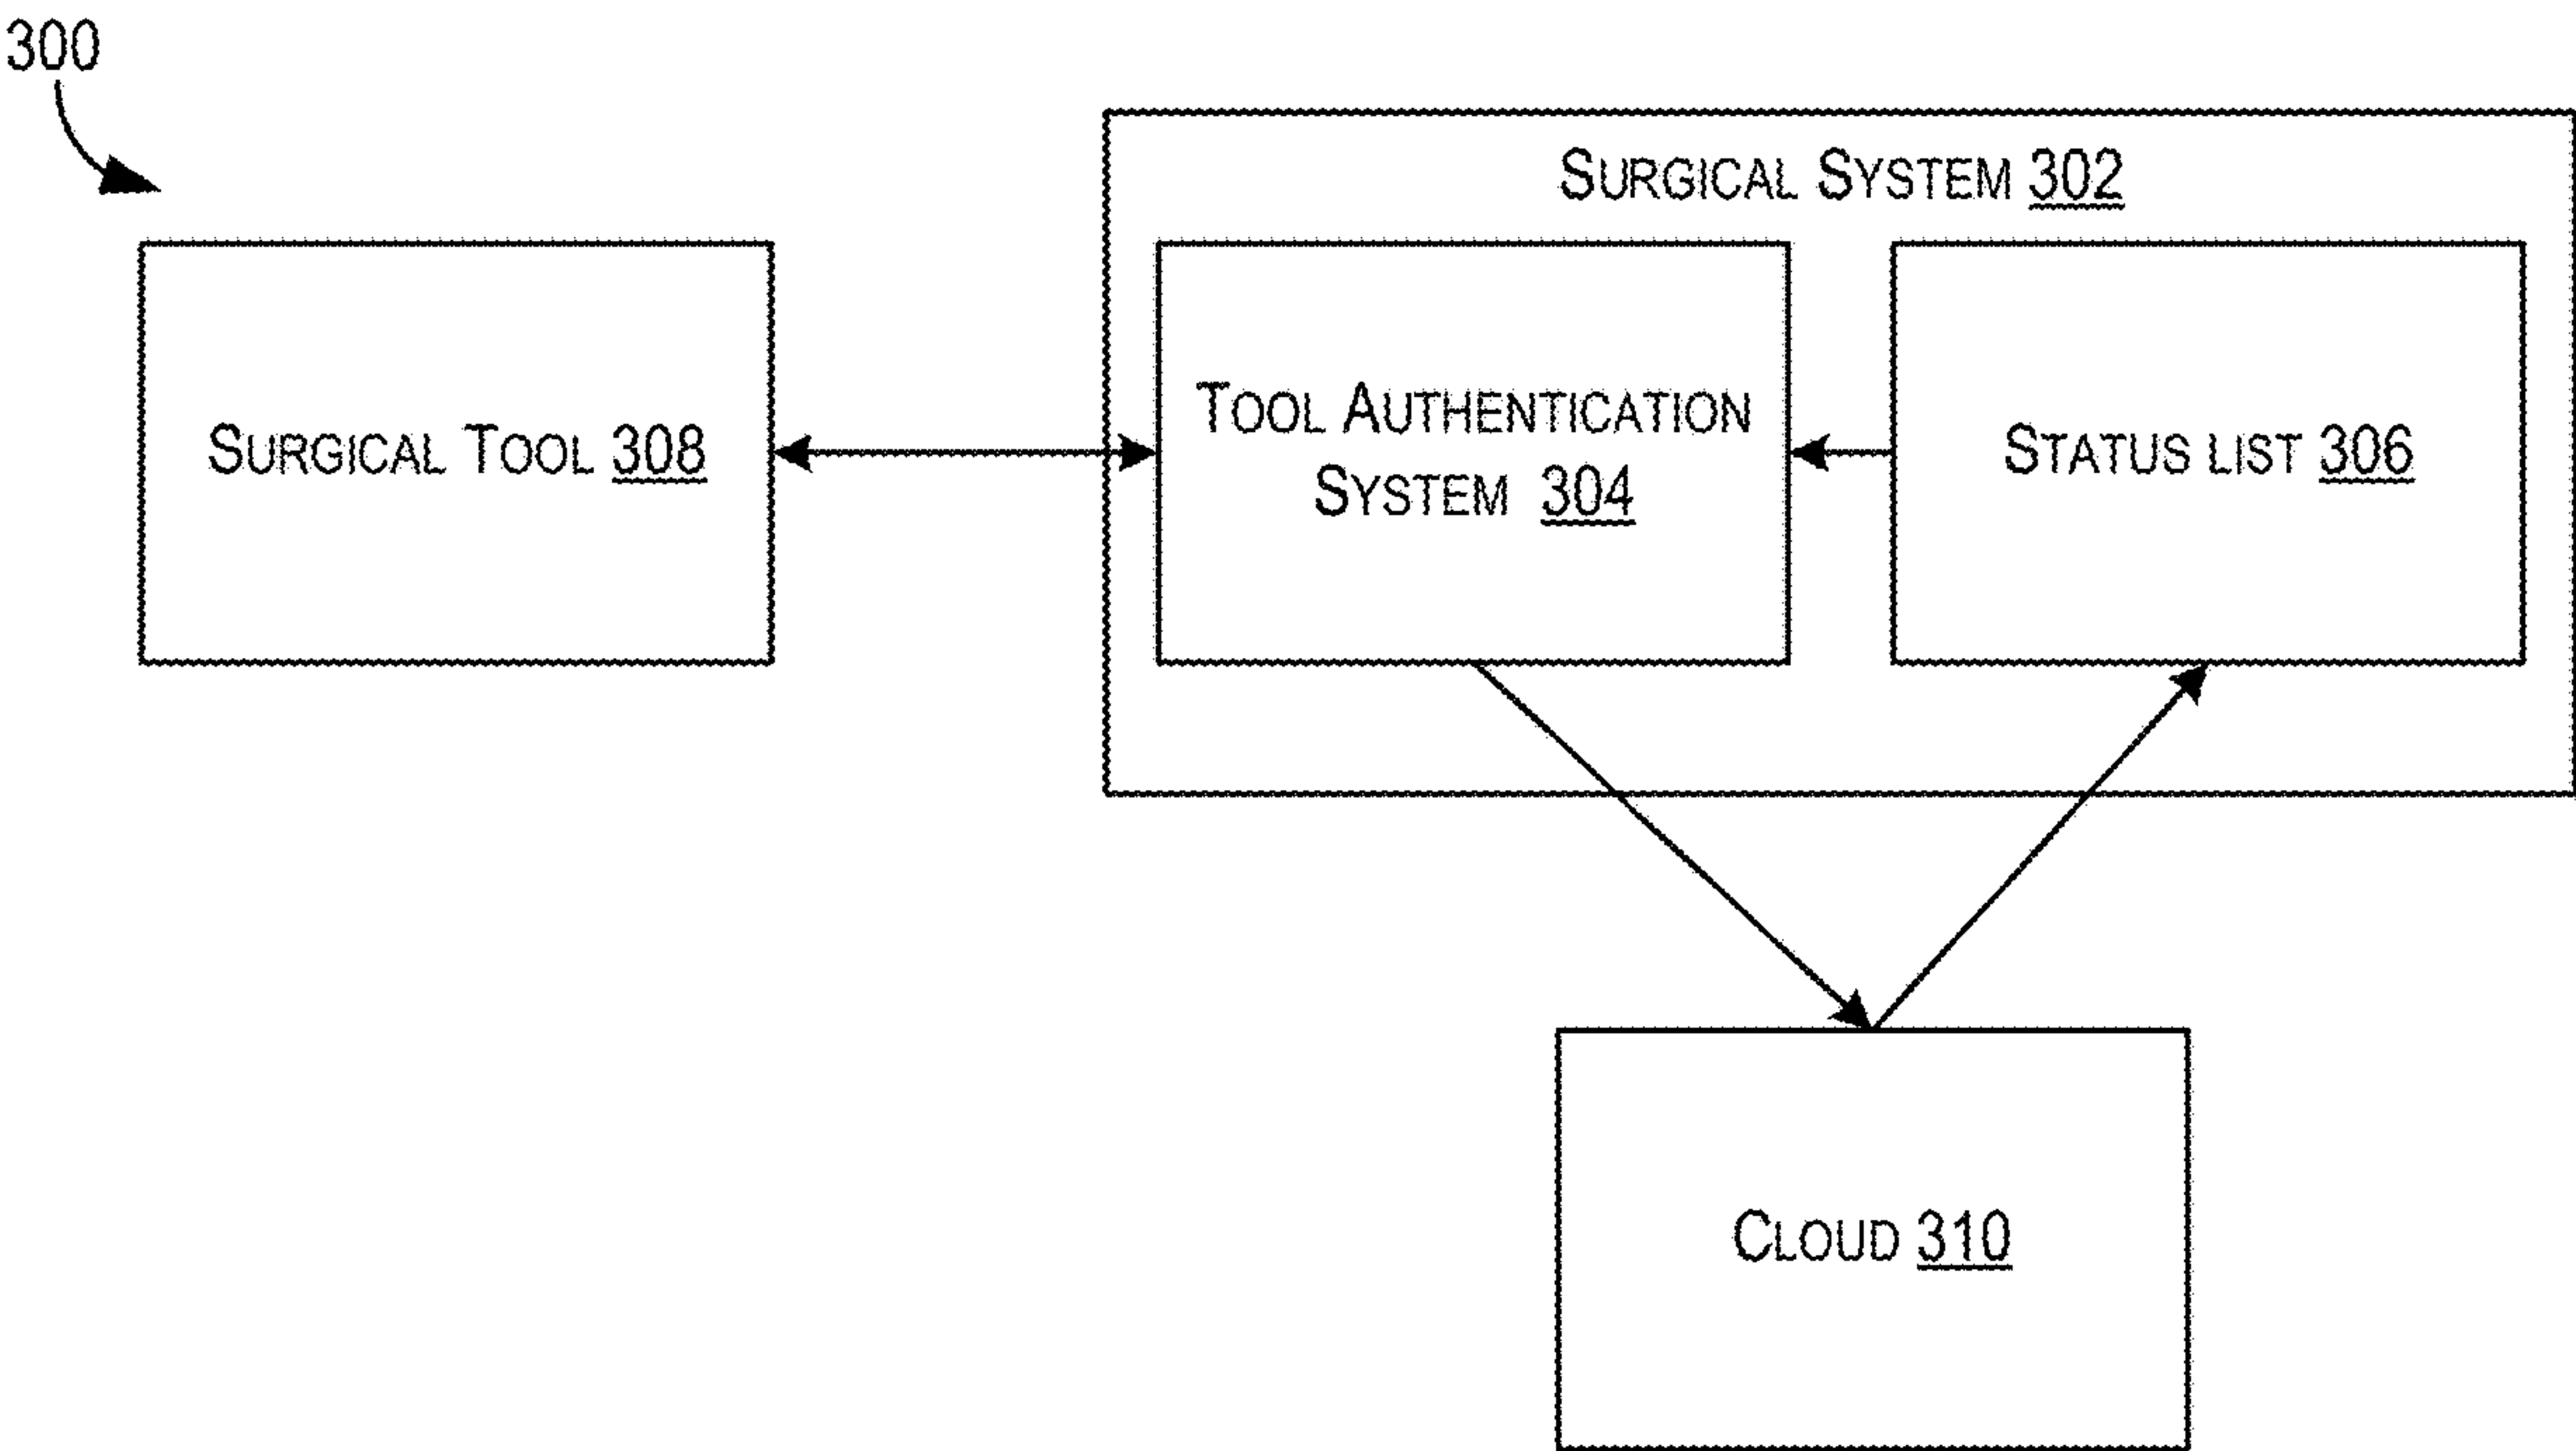 300
SURGICAL SYSTEM 302
SURGICAL TOOL 308
TOOL AUTHENTICATION
SYSTEM 304
STATUS LIST 306
CLOUD 310